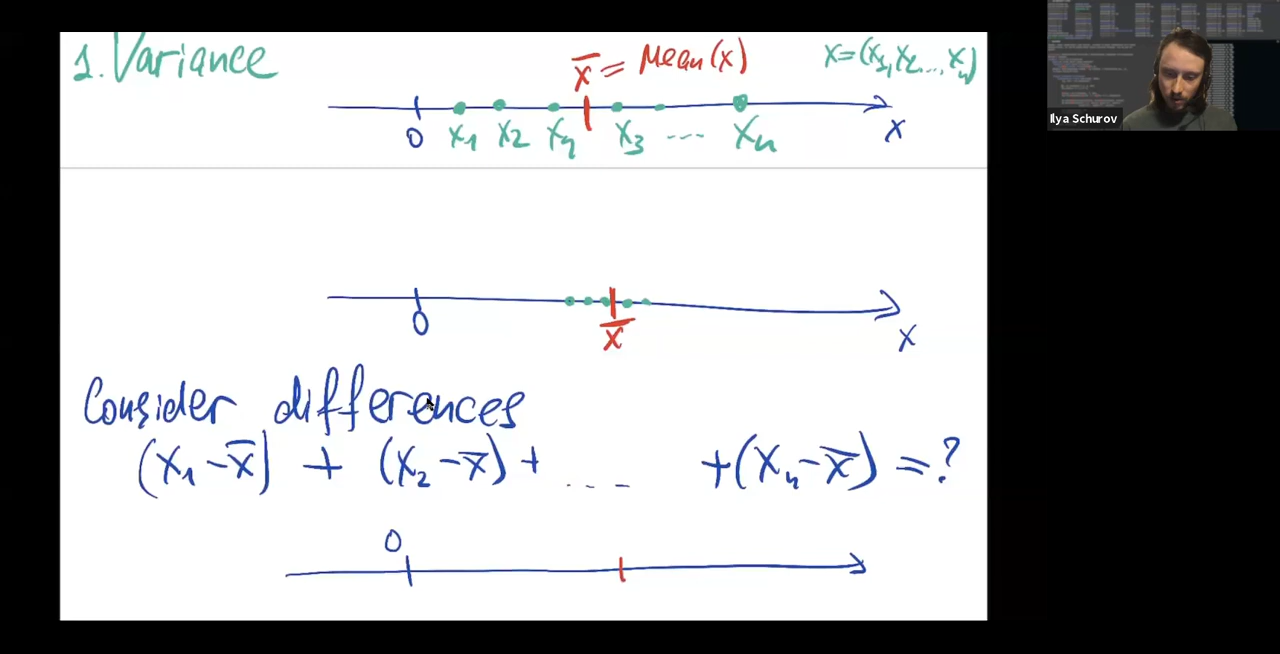 1. Variance
x̄ = Mean(x)
x=(x₁,x₂...,xₙ)
0 x₁ x₂ x₄ x₃ ... xₙ x
Ilya Schurov
0 x̄ x
Consider differences
(x₁-x̄) + (x₂-x̄) + ... +(xₙ-x̄) =?
0